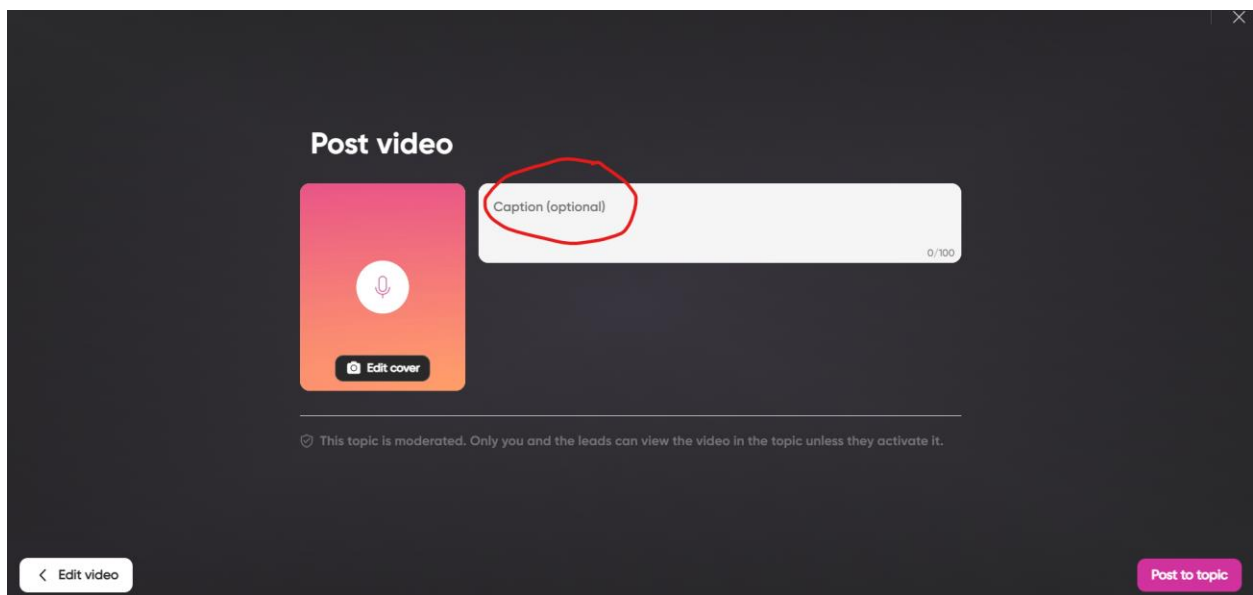 Post video
Caption (optional)
0/100
Edit cover
This topic is moderated. Only you and the leads can view the video in the topic unless they activate it.
Edit video
Post to topic